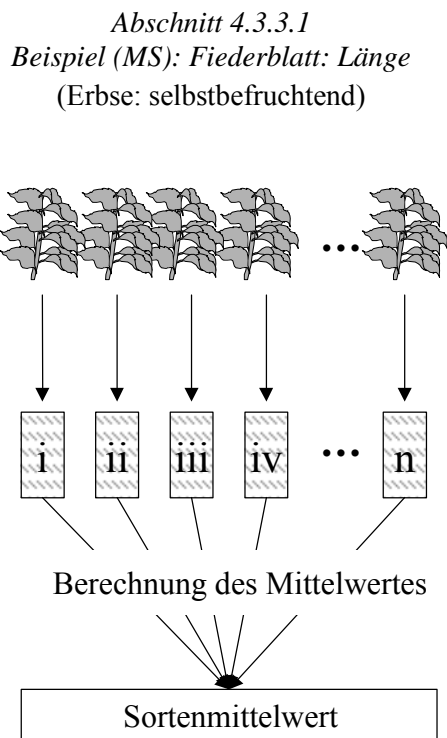 Abschnitt 4.3.3.1
Beispiel (MS): Fiederblatt: Länge
(Erbse: selbstbefruchtend)
...
i ii iii iv ... n
Berechnung des Mittelwertes
Sortenmittelwert